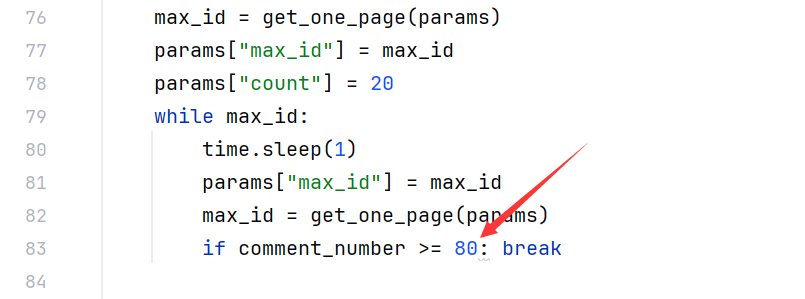 76 max_id = get_one_page(params)
77 params["max_id"] = max_id
78 params["count"] = 20
79 while max_id:
80 time.sleep(1)
81 params["max_id"] = max_id
82 max_id = get_one_page(params)
83 if comment_number >= 80: break
84